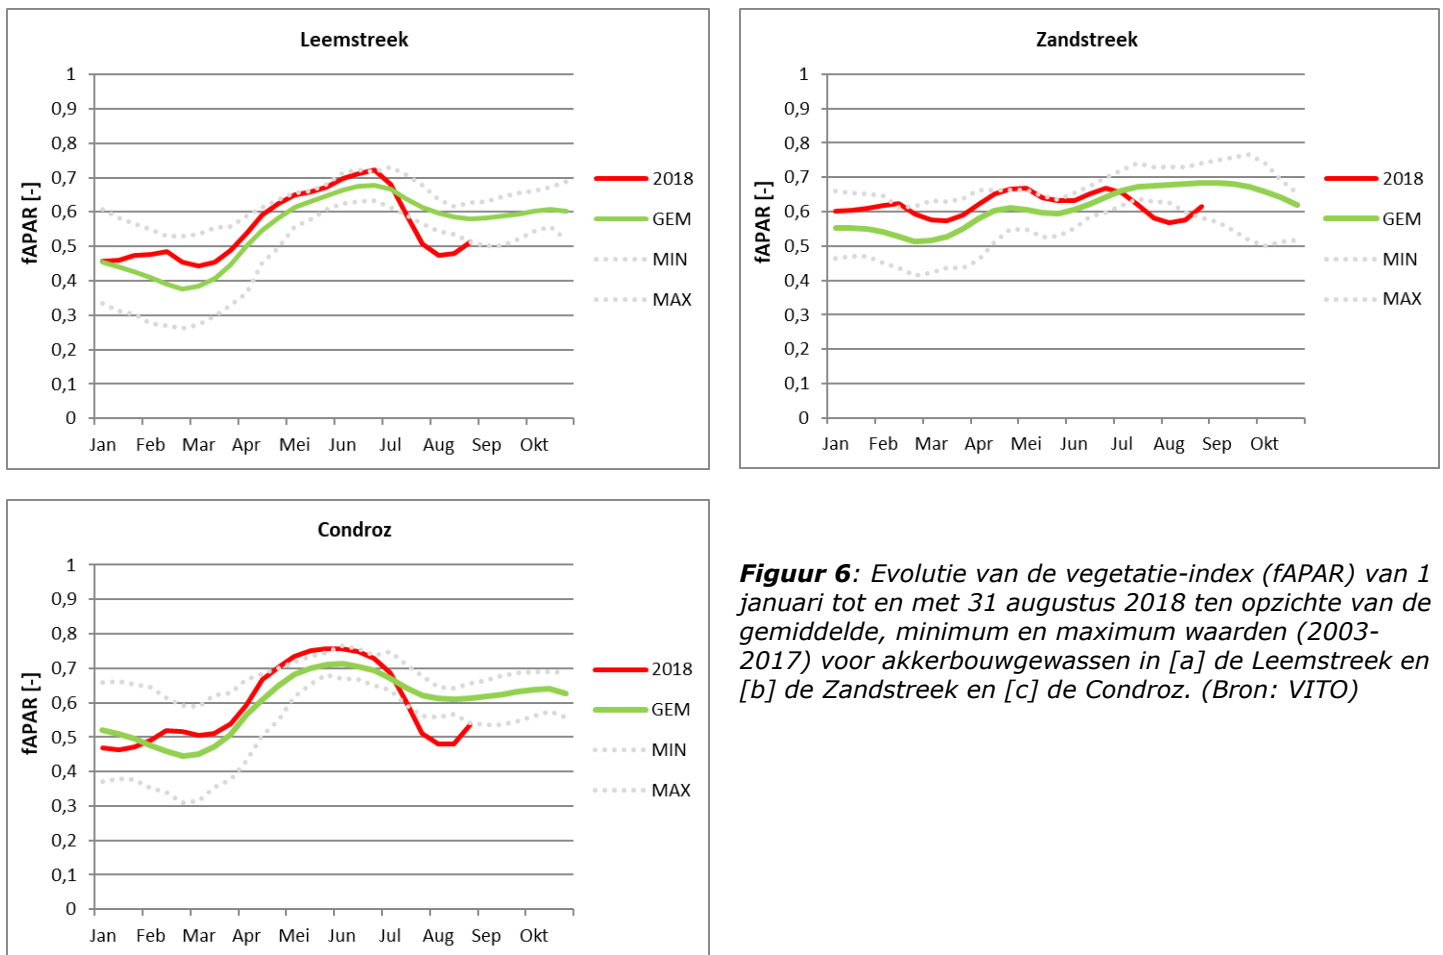 Leemstreek
fAPAR [-]
1
0,9
0,8
0,7
0,6
0,5
0,4
0,3
0,2
0,1
0
Jan Feb Mar Apr Mei Jun Jul Aug Sep Okt
2018
GEM
MIN
MAX
Zandstreek
fAPAR [-]
1
0,9
0,8
0,7
0,6
0,5
0,4
0,3
0,2
0,1
0
Jan Feb Mar Apr Mei Jun Jul Aug Sep Okt
2018
GEM
MIN
MAX
Condroz
fAPAR [-]
1
0,9
0,8
0,7
0,6
0,5
0,4
0,3
0,2
0,1
0
Jan Feb Mar Apr Mei Jun Jul Aug Sep Okt
2018
GEM
MIN
MAX
Figuur 6: Evolutie van de vegetatie-index (fAPAR) van 1
januari tot en met 31 augustus 2018 ten opzichte van de
gemiddelde, minimum en maximum waarden (2003-
2017) voor akkerbouwgewassen in [a] de Leemstreek en
[b] de Zandstreek en [c] de Condroz. (Bron: VITO)